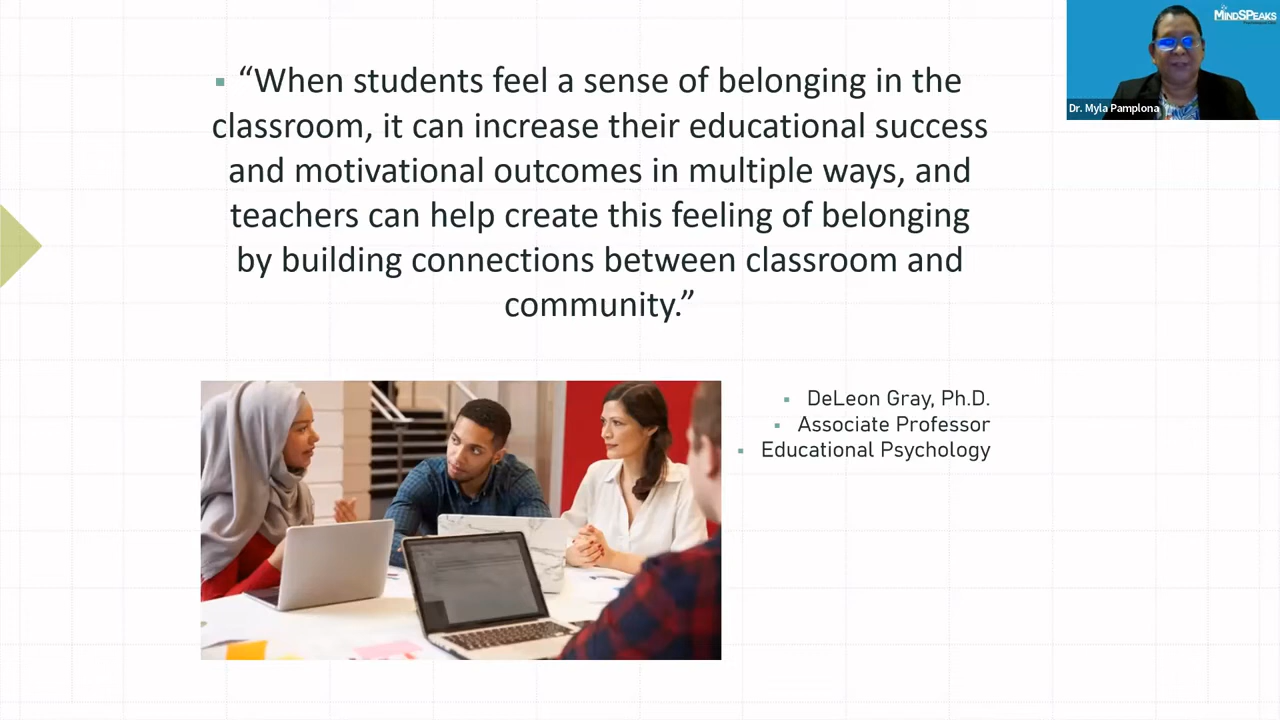 “When students feel a sense of belonging in the
classroom, it can increase their educational success
and motivational outcomes in multiple ways, and
teachers can help create this feeling of belonging
by building connections between classroom and
community.”
DeLeon Gray, Ph.D.
Associate Professor
Educational Psychology
MINDSPEAKS
Dr. Myla Pamplona